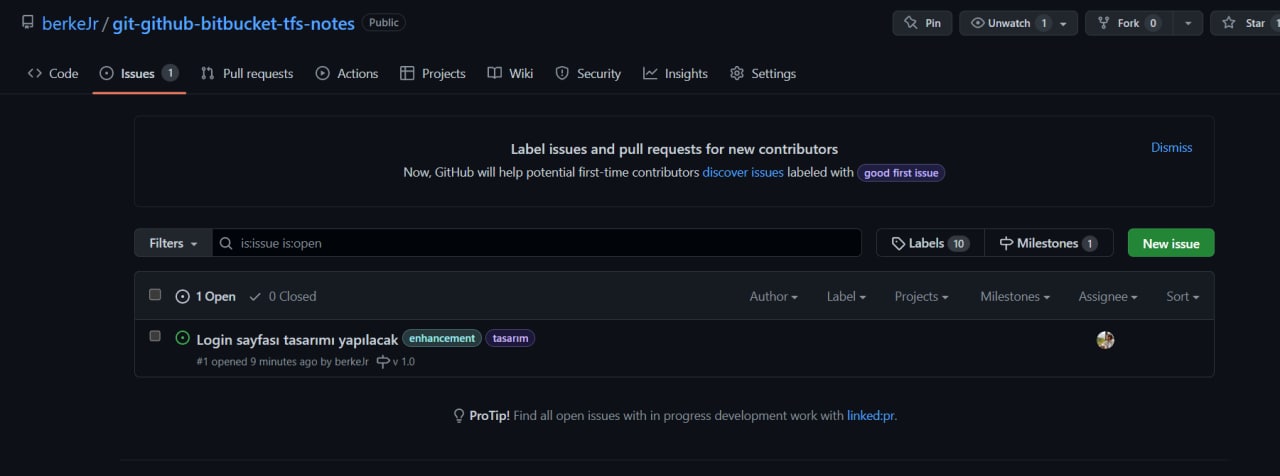 berkeJr / git-github-bitbucket-tfs-notes Public
Pin Unwatch 1 Fork 0 Star 1
Code Issues 1 Pull requests Actions Projects Wiki Security Insights Settings
Label issues and pull requests for new contributors
Dismiss
Now, GitHub will help potential first-time contributors discover issues labeled with good first issue
Filters is:issue is:open Labels 10 Milestones 1 New issue
1 Open 0 Closed Author Label Projects Milestones Assignee Sort
Login sayfası tasarımı yapılacak enhancement tasarım
#1 opened 9 minutes ago by berkeJr v 1.0
ProTip! Find all open issues with in progress development work with linked:pr.